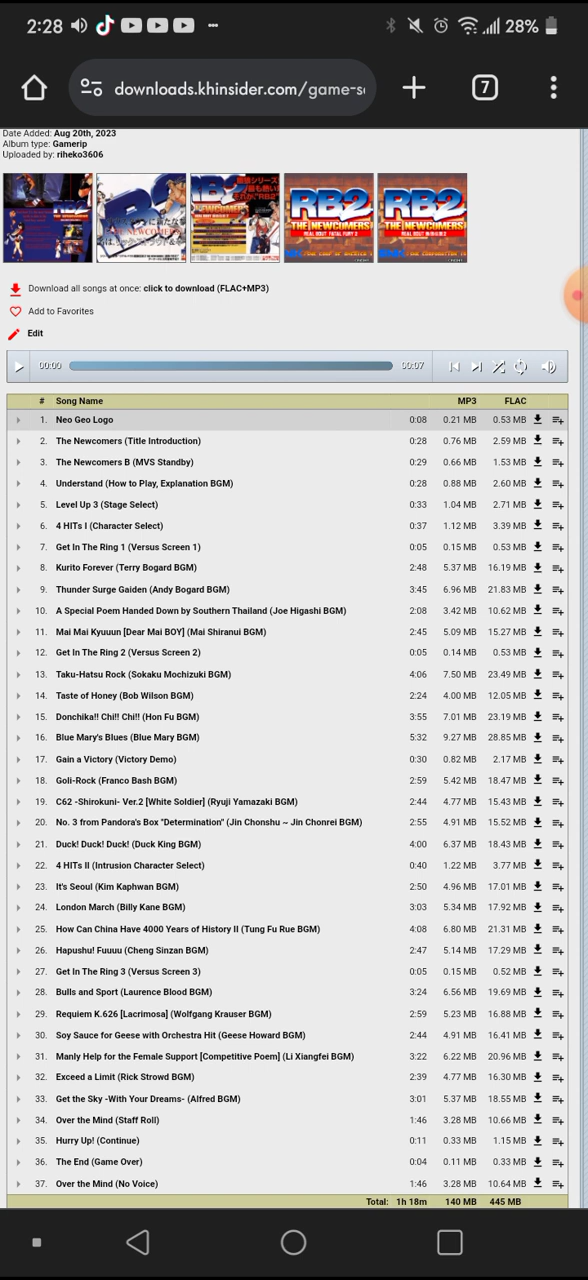 2:28
28%
downloads.khinsider.com/game-s
7
Date Added: Aug 20th, 2023
Album type: Gamerip
Uploaded by: riheko3606
RB2
THE NEWCOMERS
RB2
THE NEWCOMERS
Download all songs at once: click to download (FLAC+MP3)
Add to Favorites
Edit
00:00 00:07
# Song Name MP3 FLAC
1. Neo Geo Logo 0:08 0.21 MB 0.53 MB
2. The Newcomers (Title Introduction) 0:28 0.76 MB 2.59 MB
3. The Newcomers B (MVS Standby) 0:29 0.66 MB 1.53 MB
4. Understand (How to Play, Explanation BGM) 0:28 0.88 MB 2.60 MB
5. Level Up 3 (Stage Select) 0:33 1.04 MB 2.71 MB
6. 4 HITs I (Character Select) 0:37 1.12 MB 3.39 MB
7. Get In The Ring 1 (Versus Screen 1) 0:05 0.15 MB 0.53 MB
8. Kurito Forever (Terry Bogard BGM) 2:48 5.37 MB 16.19 MB
9. Thunder Surge Gaiden (Andy Bogard BGM) 3:45 6.96 MB 21.83 MB
10. A Special Poem Handed Down by Southern Thailand (Joe Higashi BGM) 2:08 3.42 MB 10.62 MB
11. Mai Mai Kyuuun [Dear Mai BOY] (Mai Shiranui BGM) 2:45 5.09 MB 15.27 MB
12. Get In The Ring 2 (Versus Screen 2) 0:05 0.14 MB 0.53 MB
13. Taku-Hatsu Rock (Sokaku Mochizuki BGM) 4:06 7.50 MB 23.49 MB
14. Taste of Honey (Bob Wilson BGM) 2:24 4.00 MB 12.05 MB
15. Donchika!! Chi!! Chi!! (Hon Fu BGM) 3:55 7.01 MB 23.19 MB
16. Blue Mary's Blues (Blue Mary BGM) 5:32 9.27 MB 28.85 MB
17. Gain a Victory (Victory Demo) 0:30 0.82 MB 2.17 MB
18. Goli-Rock (Franco Bash BGM) 2:59 5.42 MB 18.47 MB
19. C62 -Shirokuni- Ver.2 [White Soldier] (Ryuji Yamazaki BGM) 2:44 4.77 MB 15.43 MB
20. No. 3 from Pandora's Box "Determination" (Jin Chonshu ~ Jin Chonrei BGM) 2:55 4.91 MB 15.52 MB
21. Duck! Duck! Duck! (Duck King BGM) 4:00 6.37 MB 18.43 MB
22. 4 HITs II (Intrusion Character Select) 0:40 1.22 MB 3.77 MB
23. It's Seoul (Kim Kaphwan BGM) 2:50 4.96 MB 17.01 MB
24. London March (Billy Kane BGM) 3:03 5.34 MB 17.92 MB
25. How Can China Have 4000 Years of History II (Tung Fu Rue BGM) 4:08 6.80 MB 21.31 MB
26. Hapushu! Fuuuu (Cheng Sinzan BGM) 2:47 5.14 MB 17.29 MB
27. Get In The Ring 3 (Versus Screen 3) 0:05 0.15 MB 0.52 MB
28. Bulls and Sport (Laurence Blood BGM) 3:24 6.56 MB 19.69 MB
29. Requiem K.626 [Lacrimosa] (Wolfgang Krauser BGM) 2:59 5.23 MB 16.88 MB
30. Soy Sauce for Geese with Orchestra Hit (Geese Howard BGM) 2:44 4.91 MB 16.41 MB
31. Manly Help for the Female Support [Competitive Poem] (Li Xiangfei BGM) 3:22 6.22 MB 20.96 MB
32. Exceed a Limit (Rick Strowd BGM) 2:39 4.77 MB 16.30 MB
33. Get the Sky -With Your Dreams- (Alfred BGM) 3:01 5.37 MB 18.55 MB
34. Over the Mind (Staff Roll) 1:46 3.28 MB 10.66 MB
35. Hurry Up! (Continue) 0:11 0.33 MB 1.15 MB
36. The End (Game Over) 0:04 0.11 MB 0.33 MB
37. Over the Mind (No Voice) 1:46 3.28 MB 10.64 MB
Total: 1h 18m 140 MB 445 MB